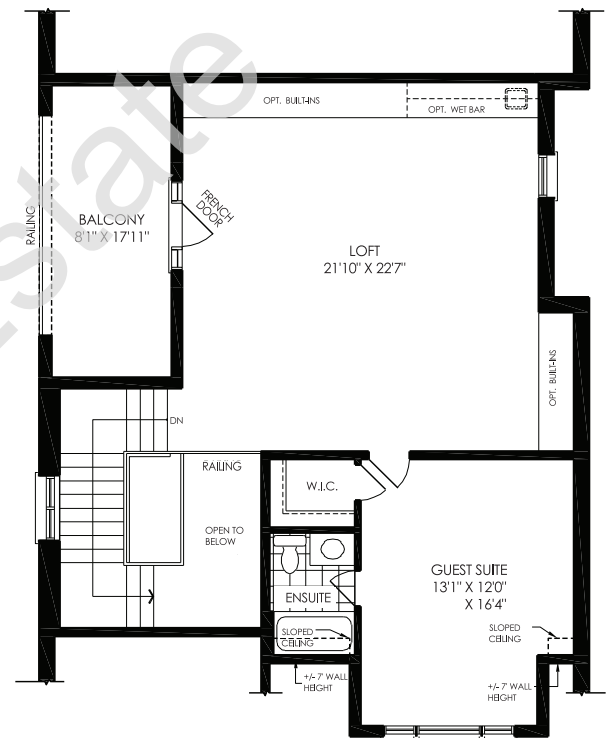 OPT. BUILT-INS
OPT. WET BAR
FRENCH
DOOR
RAILING
BALCONY
8'1" X 17'11"
LOFT
21'10" X 22'7"
OPT. BUILT-INS
DN
RAILING
W.I.C.
OPEN TO
BELOW
GUEST SUITE
13'1" X 12'0"
X 16'4"
ENSUITE
SLOPED
CEILING
SLOPED
CEILING
+/- 7' WALL
HEIGHT
+/- 7' WALL
HEIGHT
estate